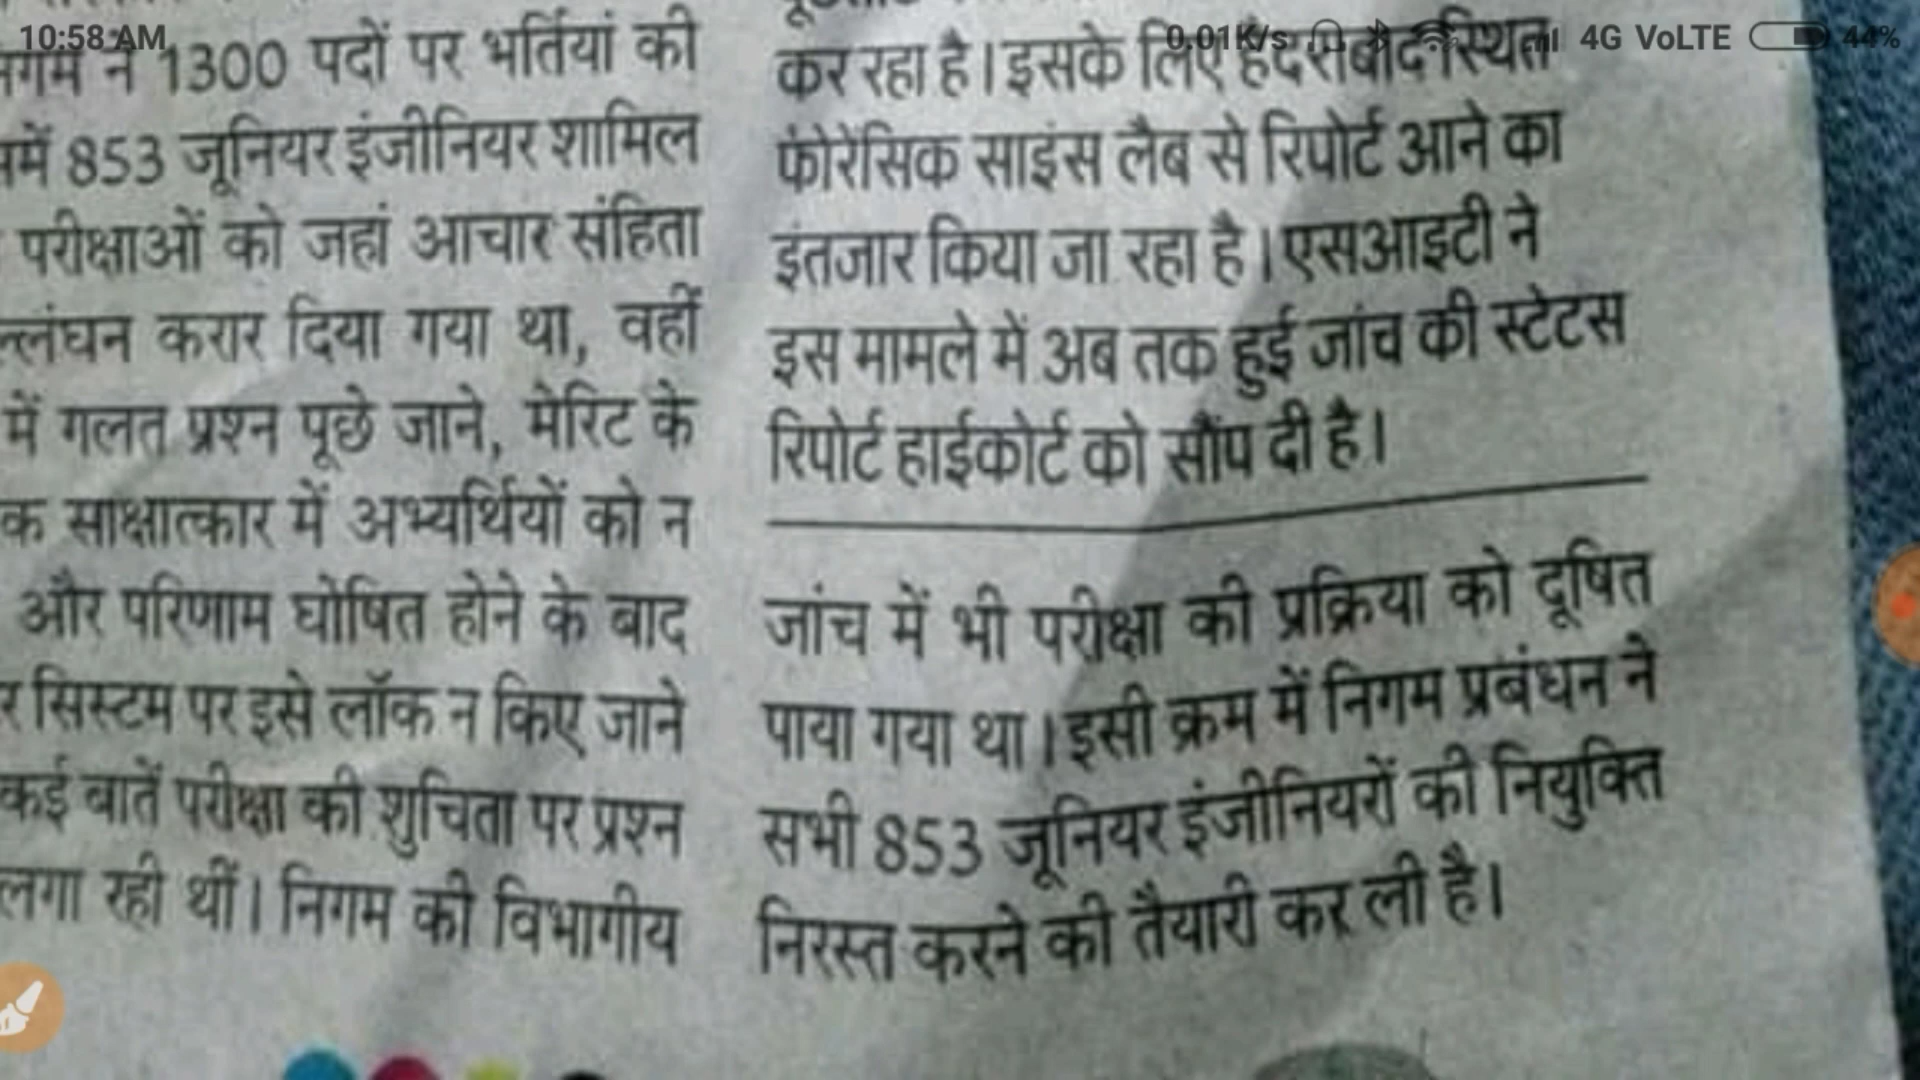 10:58 AM
0.01K/s
4G VoLTE
44%
ने 1300 पदों पर भर्तियां की
853 जूनियर इंजीनियर शामिल
परीक्षाओं को जहां आचार संहिता
करार दिया गया था, वहीं
में गलत प्रश्न पूछे जाने, मेरिट के
साक्षात्कार में अभ्यर्थियों को न
और परिणाम घोषित होने के बाद
सिस्टम पर इसे लॉक न किए जाने
कई बातें परीक्षा की शुचिता पर प्रश्न
लगा रही थीं। निगम की विभागीय
कर रहा है। इसके लिए हैदराबाद स्थित
फोरेंसिक साइंस लैब से रिपोर्ट आने का
इंतजार किया जा रहा है। एसआइटी ने
इस मामले में अब तक हुई जांच की स्टेटस
रिपोर्ट हाईकोर्ट को सौंप दी है।
जांच में भी परीक्षा की प्रक्रिया को दूषित
पाया गया था। इसी क्रम में निगम प्रबंधन ने
सभी 853 जूनियर इंजीनियरों की नियुक्ति
निरस्त करने की तैयारी कर ली है।